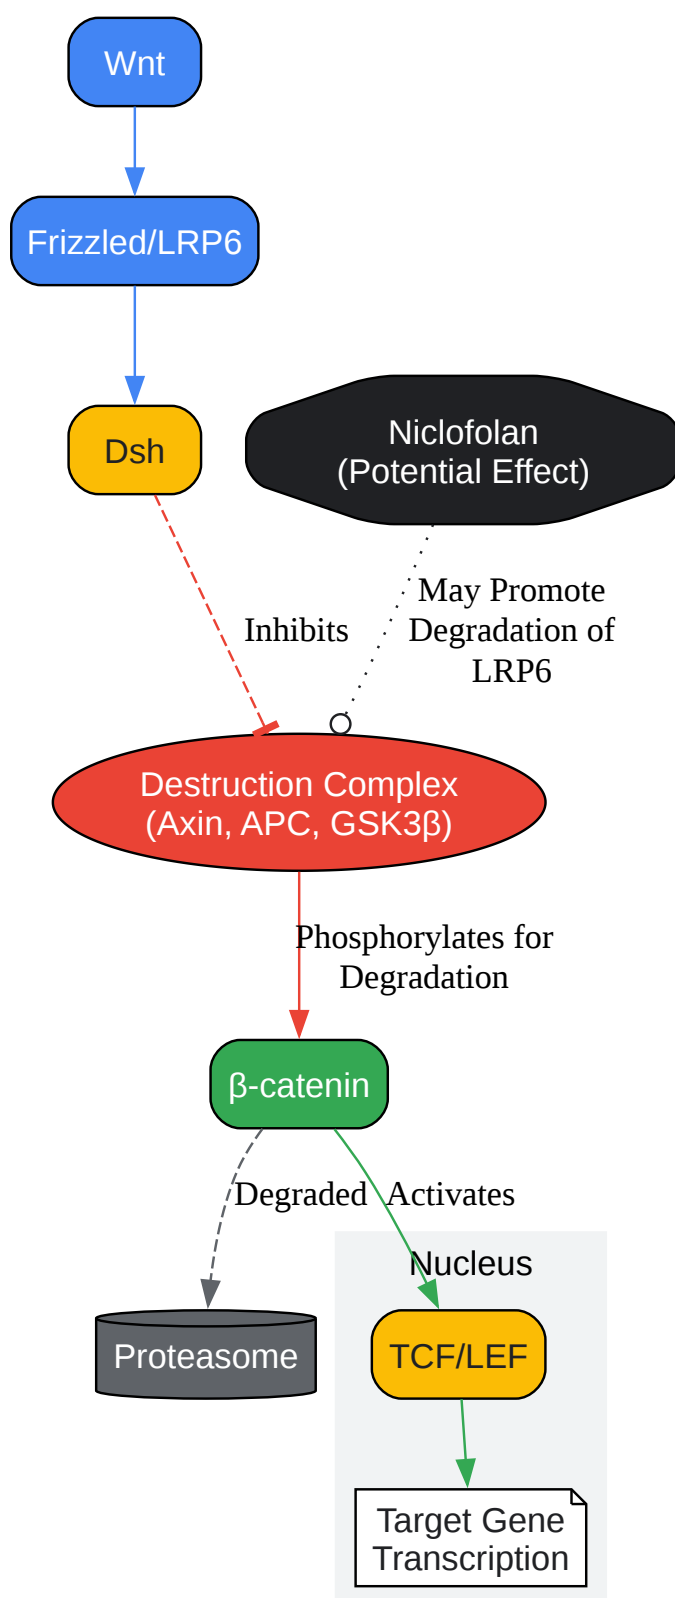 Wnt
Frizzled/LRP6
Dsh
Niclofolan
(Potential Effect)
Inhibits
May Promote
Degradation of
LRP6
Destruction Complex
(Axin, APC, GSK3β)
Phosphorylates for
Degradation
β-catenin
Degraded
Activates
Nucleus
Proteasome
TCF/LEF
Target Gene
Transcription